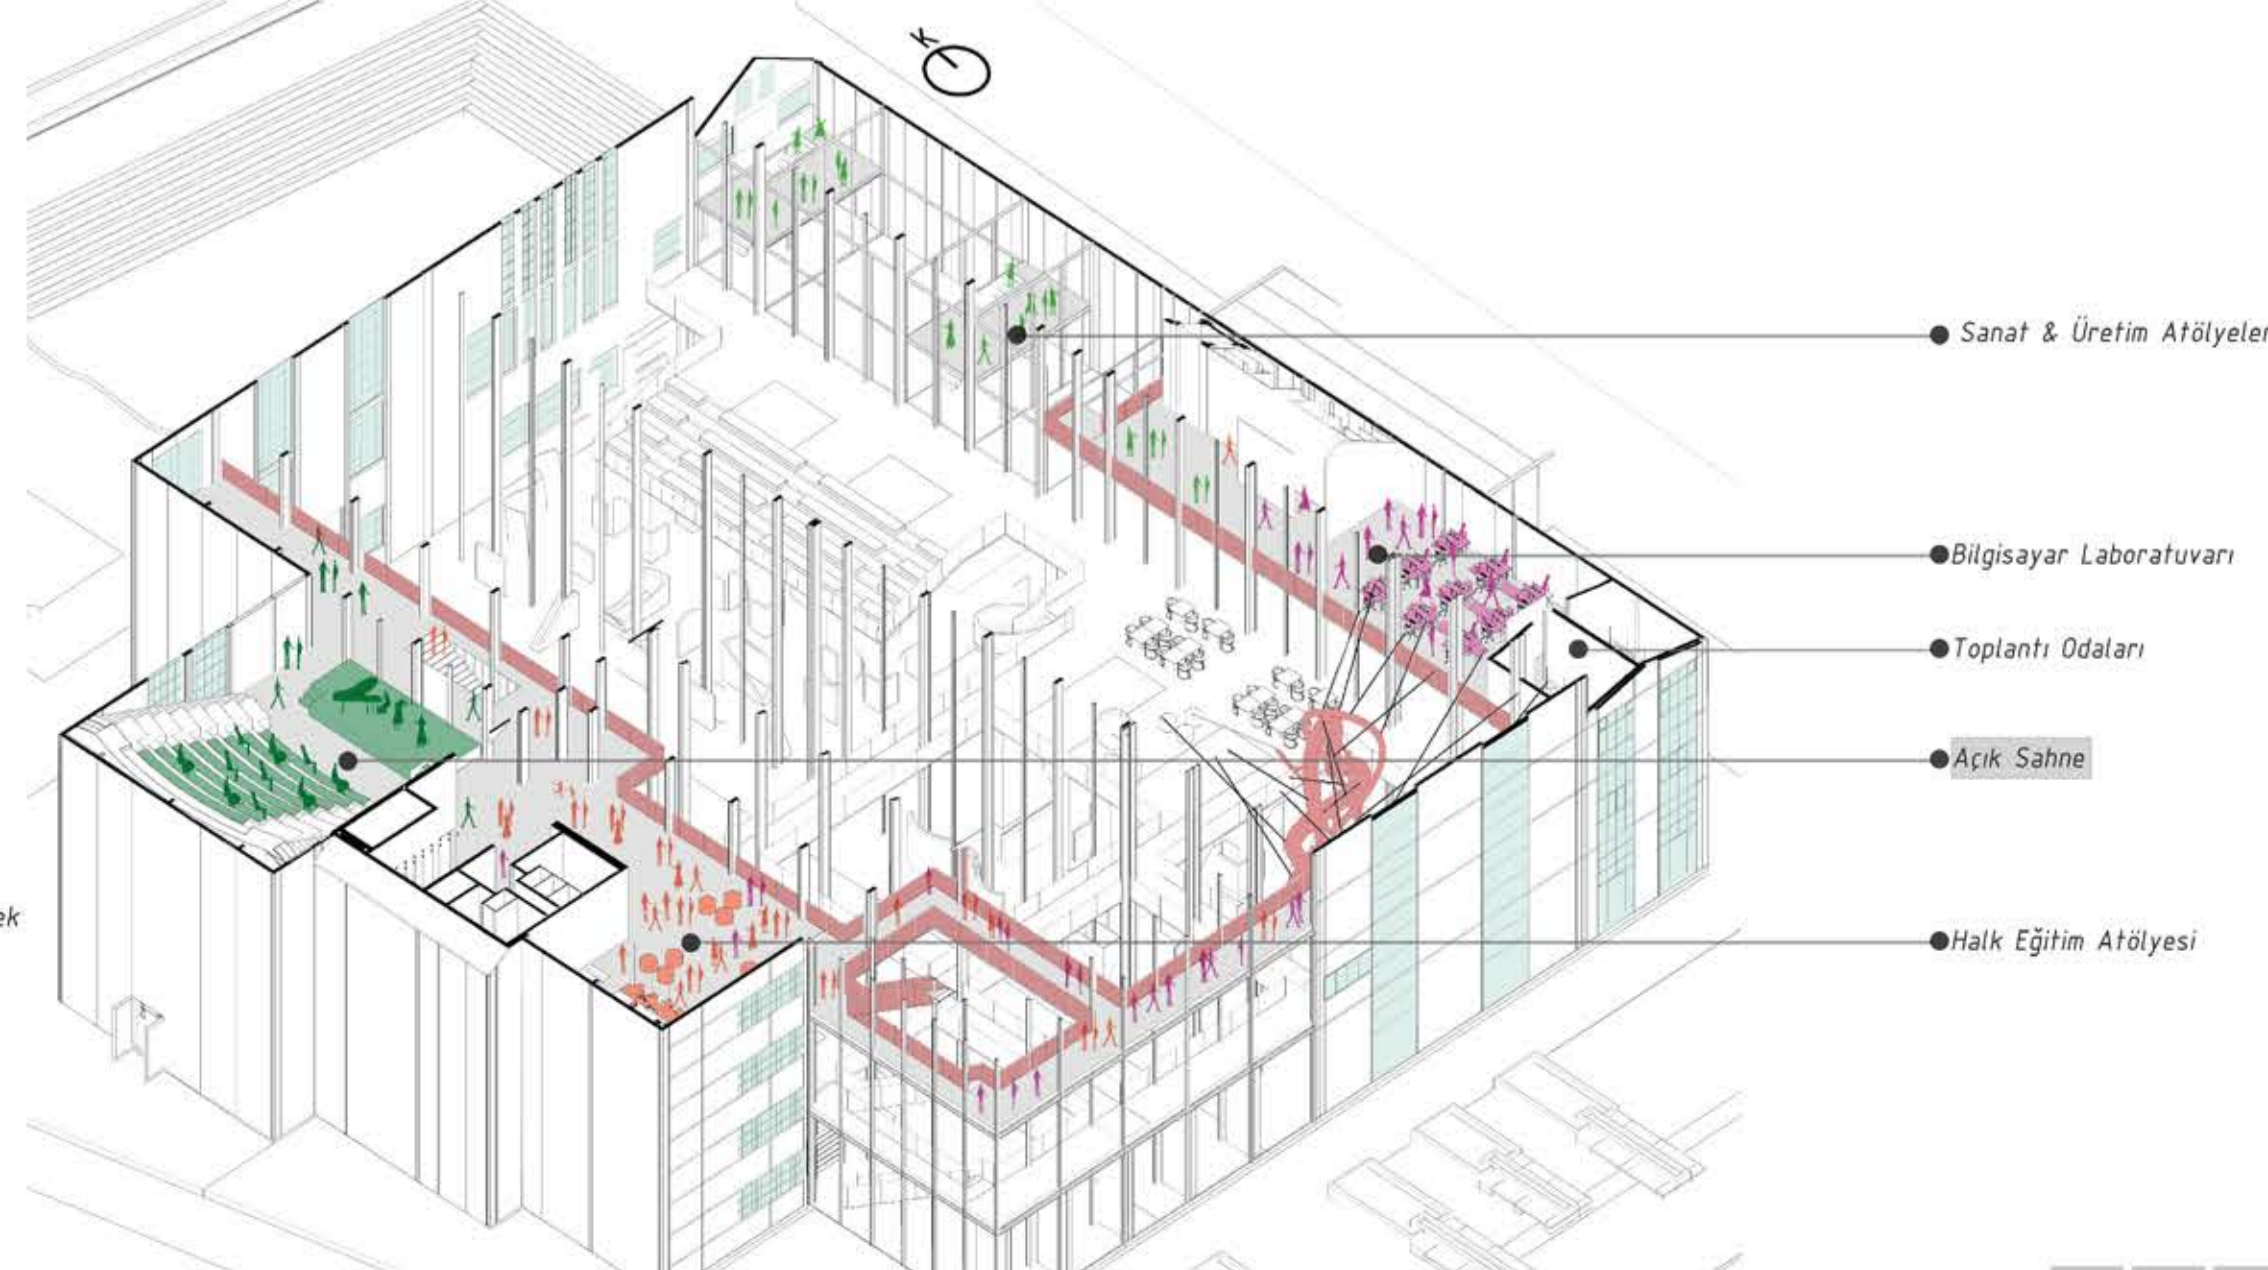 K
Sanat & Üretim Atölyeler
Bilgisayar Laboratuvarı
Toplantı Odaları
Açık Sahne
ek
Halk Eğitim Atölyesi